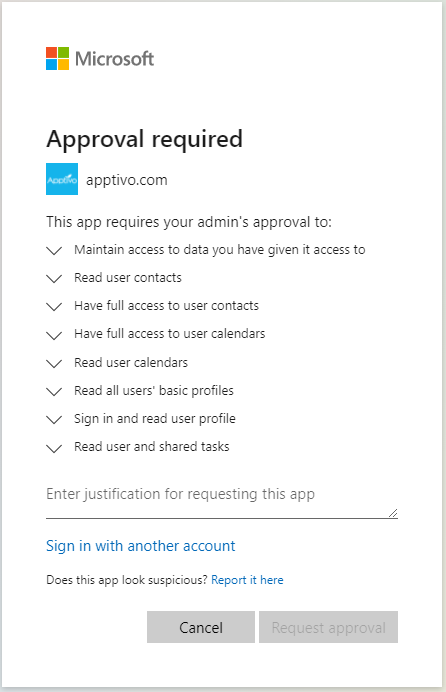 Microsoft
Approval required
Apptivo
apptivo.com
This app requires your admin's approval to:
Maintain access to data you have given it access to
Read user contacts
Have full access to user contacts
Have full access to user calendars
Read user calendars
Read all users' basic profiles
Sign in and read user profile
Read user and shared tasks
Enter justification for requesting this app
Sign in with another account
Does this app look suspicious? Report it here
Cancel
Request approval